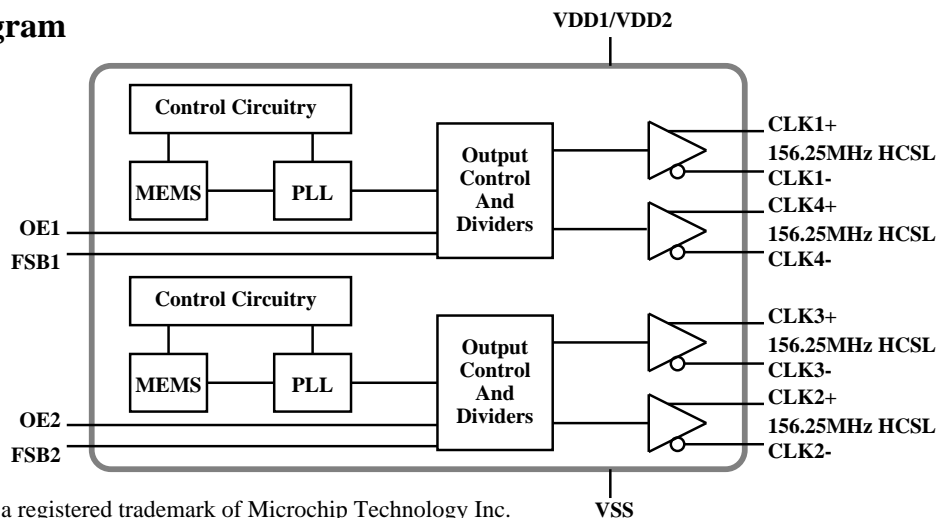 gram
VDD1/VDD2
Control Circuitry
MEMS
PLL
Output
Control
And
Dividers
CLK1+
156.25MHz HCSL
CLK1-
CLK4+
156.25MHz HCSL
CLK4-
OE1
FSB1
Control Circuitry
MEMS
PLL
Output
Control
And
Dividers
CLK3+
156.25MHz HCSL
CLK3-
CLK2+
156.25MHz HCSL
CLK2-
OE2
FSB2
VSS
a registered trademark of Microchip Technology Inc.